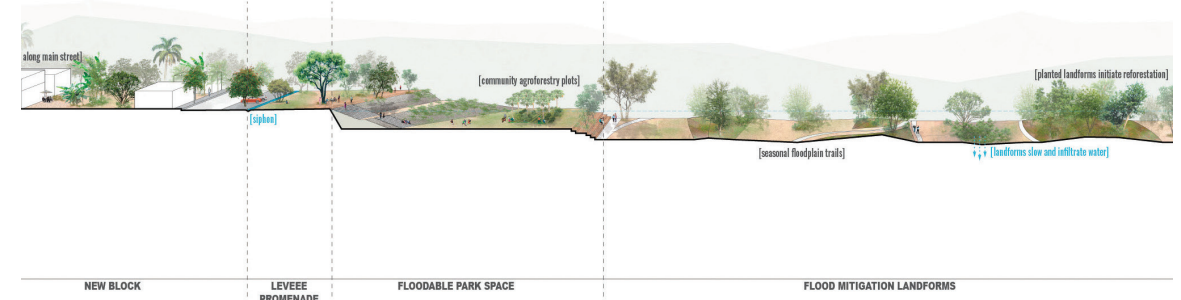 along main street]
[siphon]
[community agroforestry plots]
[seasonal floodplain trails]
[planted landforms initiate reforestation]
[landforms slow and infiltrate water]
NEW BLOCK
LEVEEE
PROMENADE
FLOODABLE PARK SPACE
FLOOD MITIGATION LANDFORMS